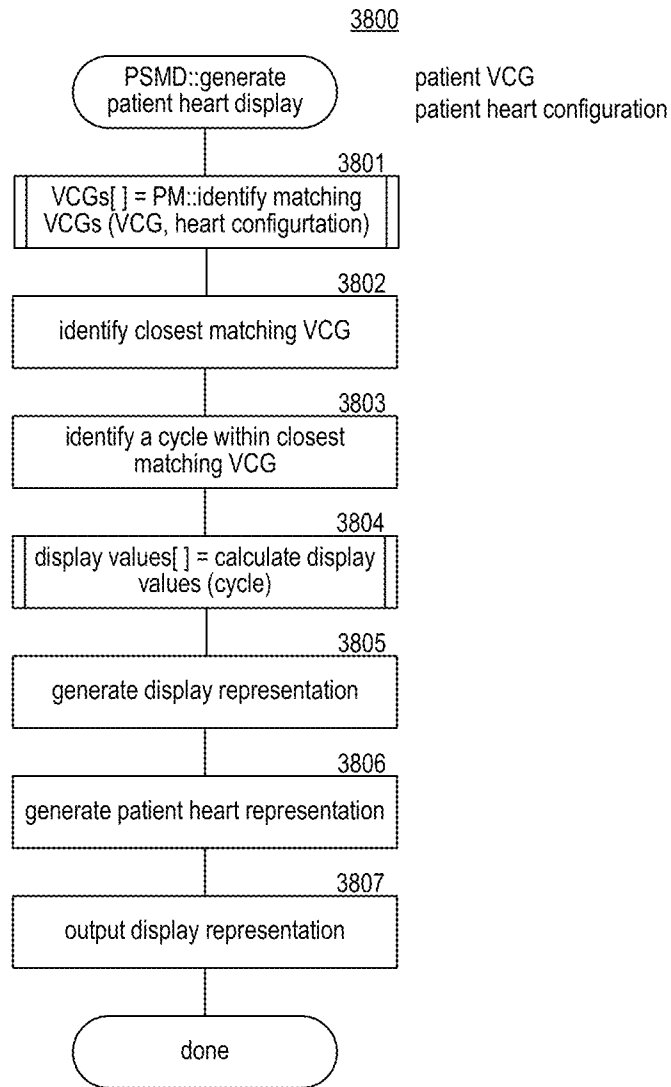 3800
PSMD::generate
patient heart display
patient VCG
patient heart configuration
3801
VCGs[ ] = PM::identify matching
VCGs (VCG, heart configurtation)
3802
identify closest matching VCG
3803
identify a cycle within closest
matching VCG
3804
display values[ ] = calculate display
values (cycle)
3805
generate display representation
3806
generate patient heart representation
3807
output display representation
done